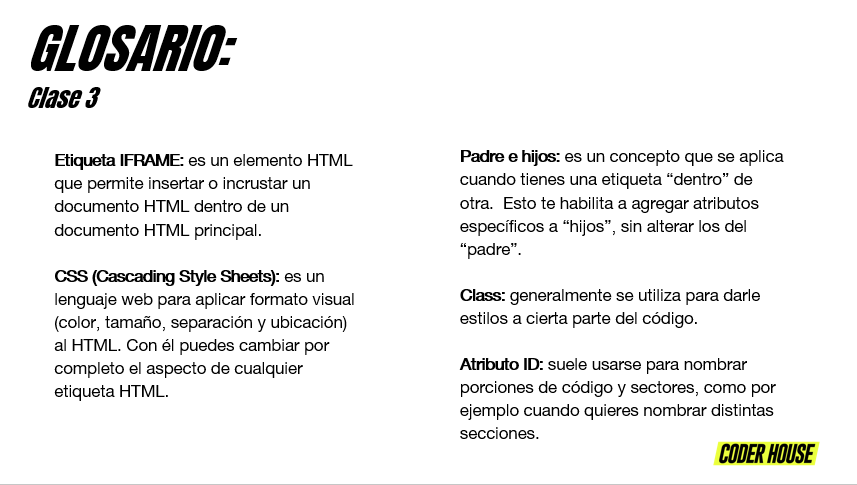 GLOSARIO:
Clase 3
Etiqueta IFRAME: es un elemento HTML
que permite insertar o incrustar un
documento HTML dentro de un
documento HTML principal.
CSS (Cascading Style Sheets): es un
lenguaje web para aplicar formato visual
(color, tamaño, separación y ubicación)
al HTML. Con él puedes cambiar por
completo el aspecto de cualquier
etiqueta HTML.
Padre e hijos: es un concepto que se aplica
cuando tienes una etiqueta “dentro” de
otra.  Esto te habilita a agregar atributos
específicos a “hijos”, sin alterar los del
“padre”.
Class: generalmente se utiliza para darle
estilos a cierta parte del código.
Atributo ID: suele usarse para nombrar
porciones de código y sectores, como por
ejemplo cuando quieres nombrar distintas
secciones.
CODER HOUSE